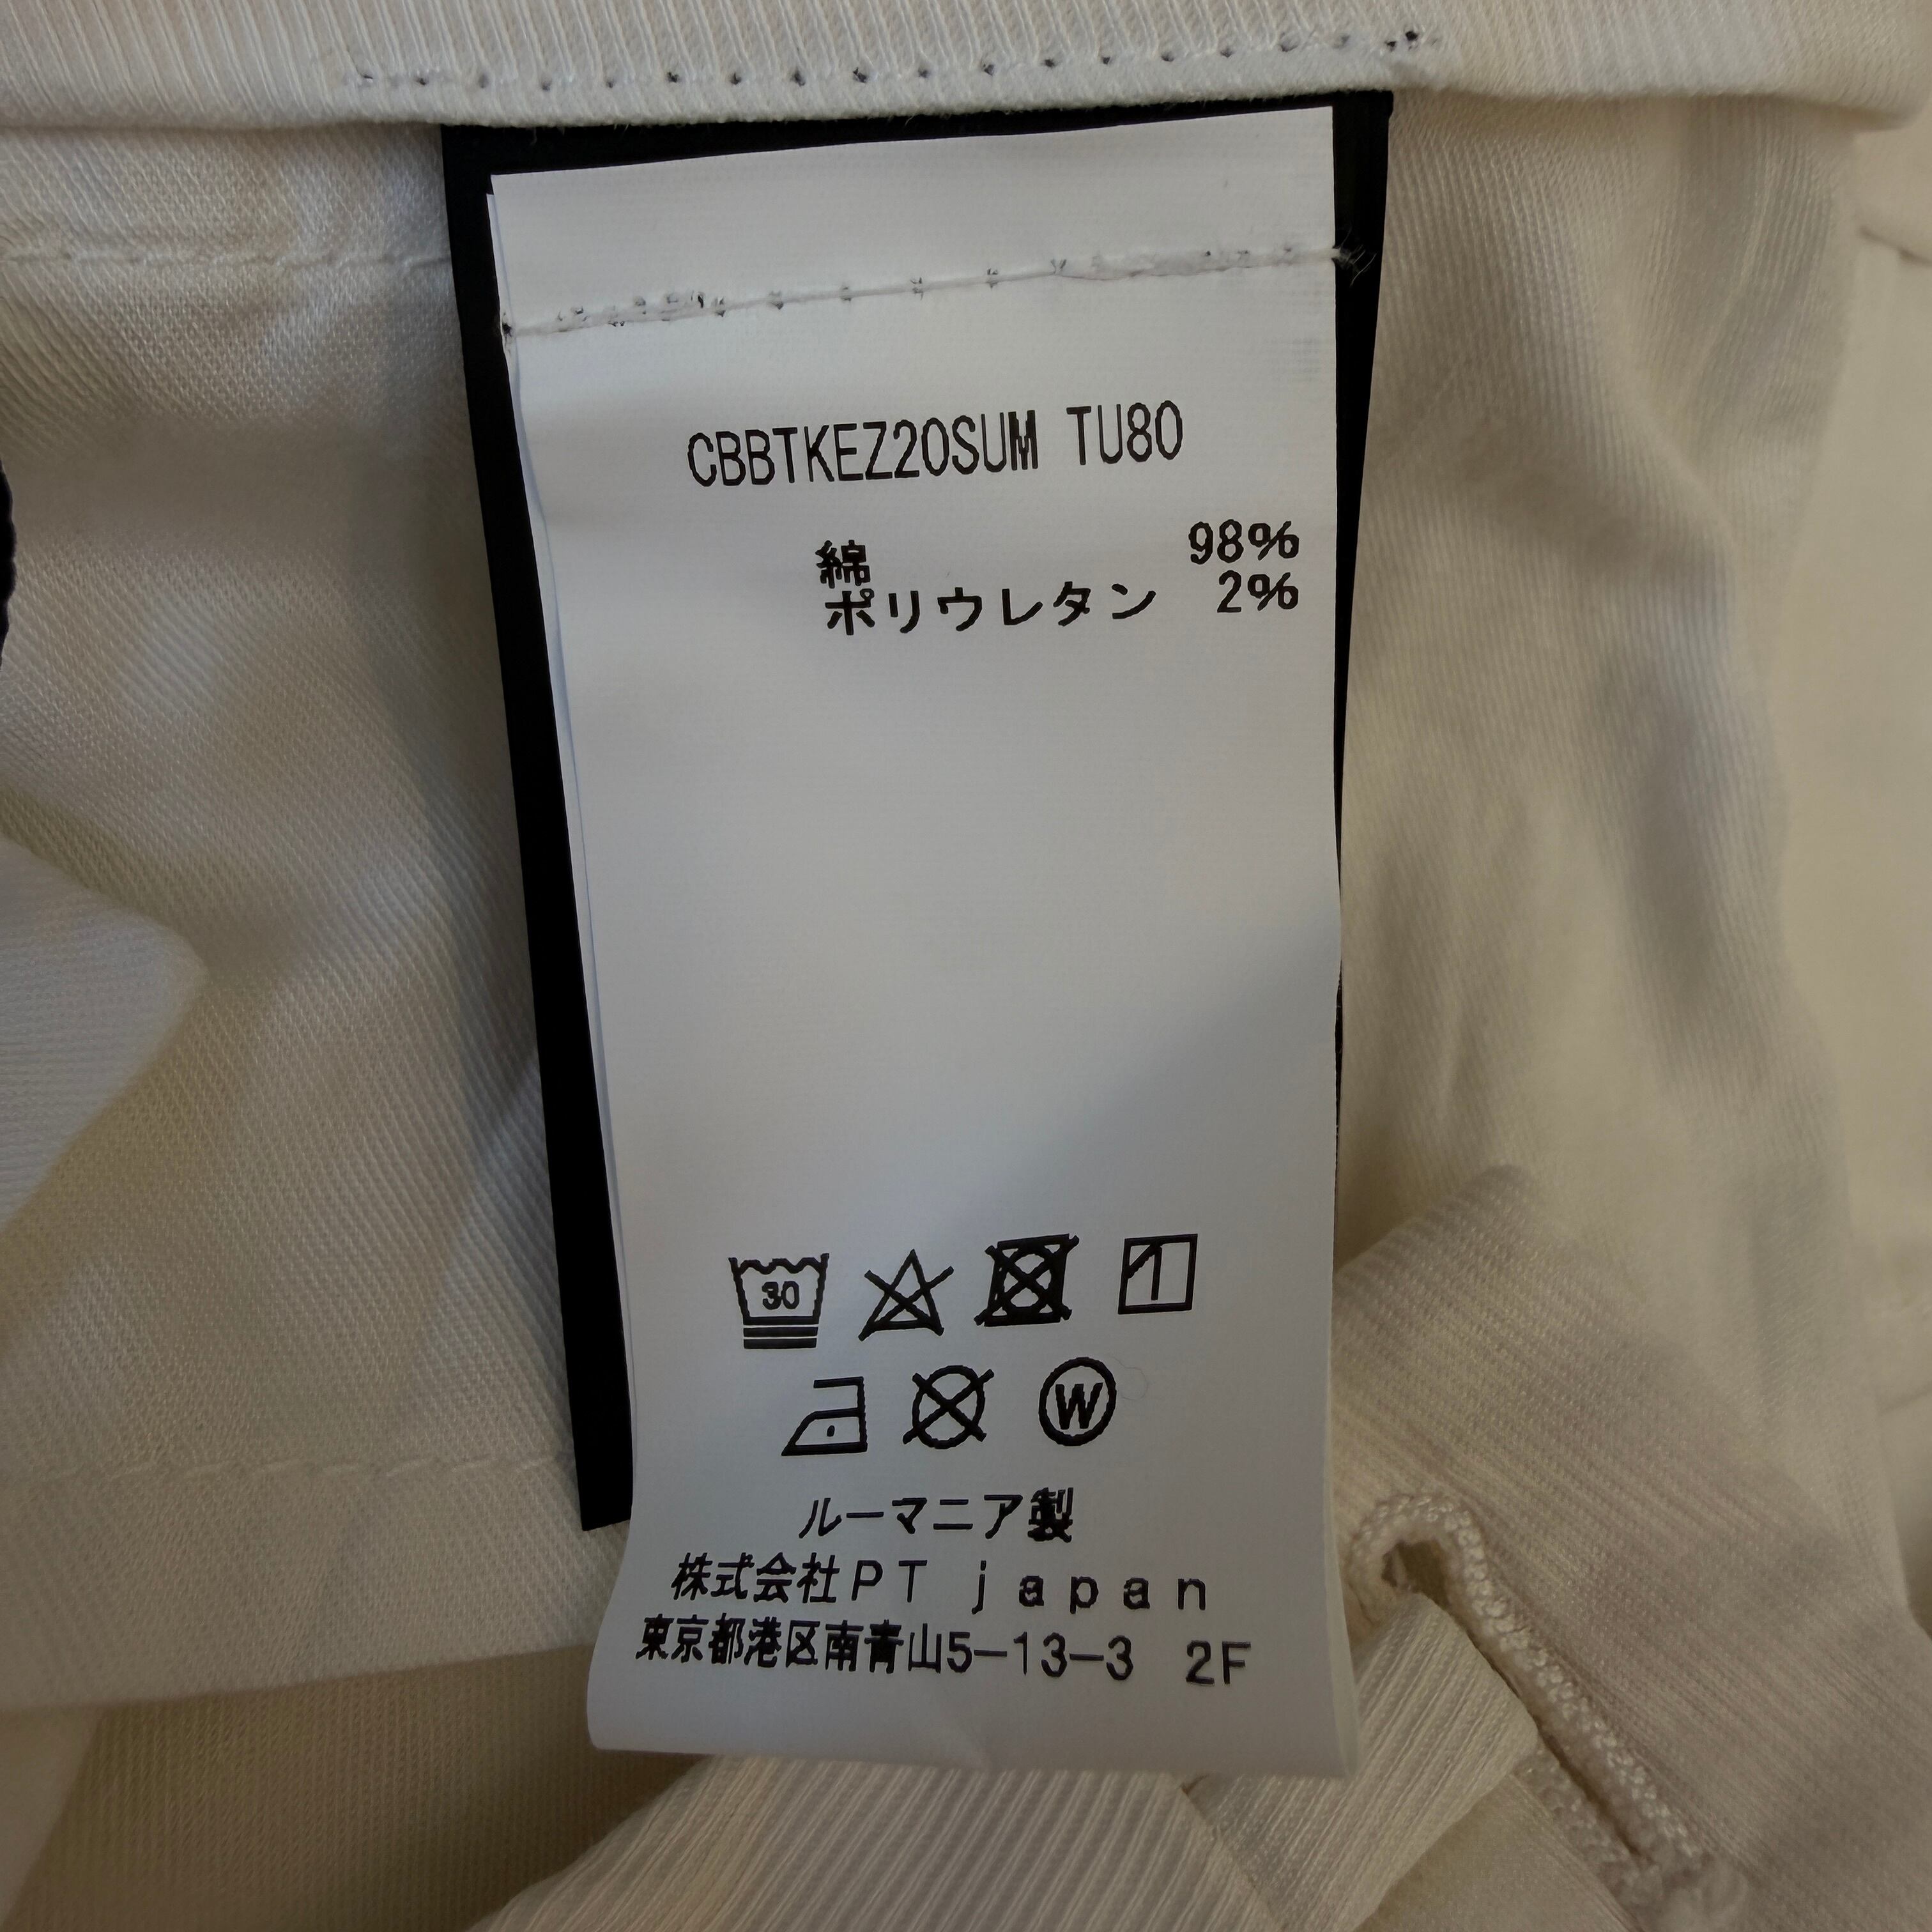 CBBTKEZ20SUM TU80
綿 98%
ポリウレタン 2%
30
W
ルーマニア製
株式会社PT japan
東京都港区南青山5-13-3 2F